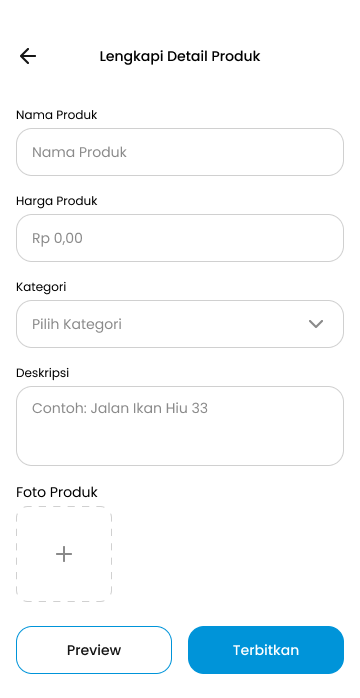 Lengkapi Detail Produk
Nama Produk
Nama Produk
Harga Produk
Rp 0,00
Kategori
Pilih Kategori
Deskripsi
Contoh: Jalan Ikan Hiu 33
Foto Produk
Preview
Terbitkan